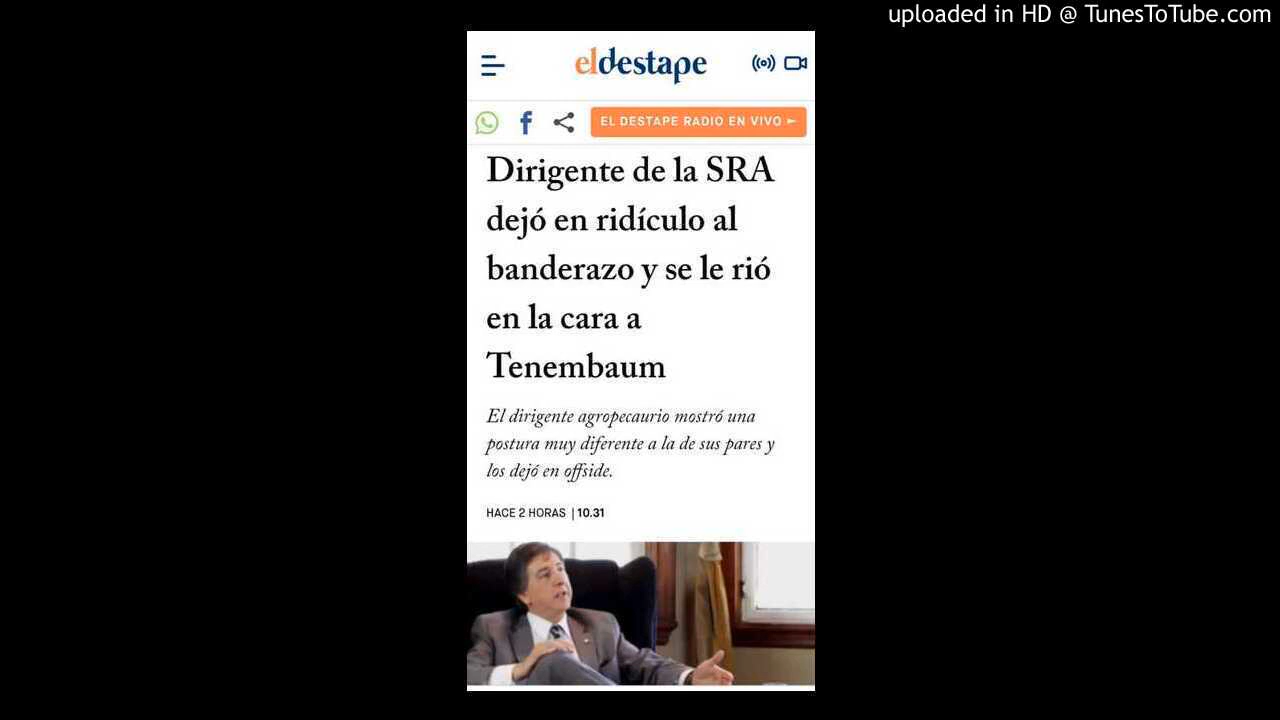 uploaded in HD @ TunesToTube.com
eldestape
EL DESTAPE RADIO EN VIVO ►
Dirigente de la SRA
dejó en ridículo al
banderazo y se le rió
en la cara a
Tenembaum
El dirigente agropecaurio mostró una
postura muy diferente a la de sus pares y
los dejó en offside.
HACE 2 HORAS | 10.31